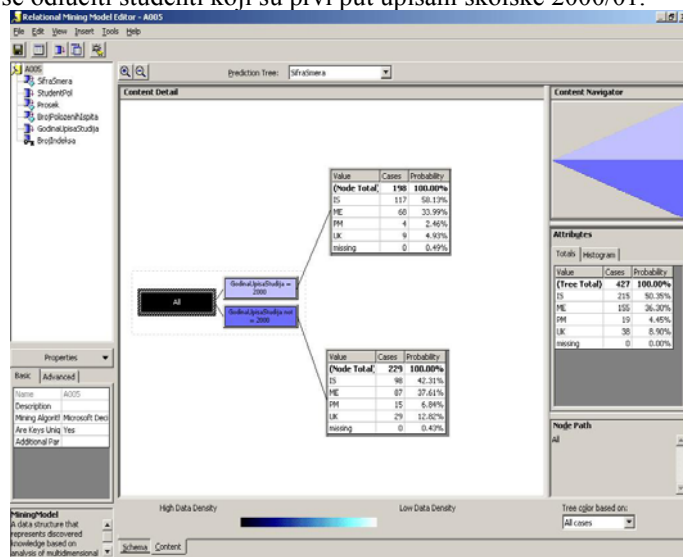 se odlučiti studenti koji su prvi put upisani školske 2000/01.
Relational Mining Model Editor - A005
File Edit View Insert Tools Help
A005
SifraSmera
StudentPol
Prosek
BrojPolozenihIspita
GodinaUpisaStudija
BrojIndeksa
Prediction Tree: SifraSmera
Content Detail
Value Cases Probability
(Node Total) 198 100.00%
IS 117 58.13%
ME 68 33.99%
PM 4 2.46%
UK 9 4.93%
missing 0 0.49%
All
GodinaUpisaStudija =
2000
GodinaUpisaStudija not
= 2000
Value Cases Probability
(Node Total) 229 100.00%
IS 98 42.31%
ME 87 37.61%
PM 15 6.84%
UK 29 12.82%
missing 0 0.43%
Content Navigator
Attributes
Totals Histogram
Value Cases Probability
(Tree Total) 427 100.00%
IS 215 50.35%
ME 155 36.30%
PM 19 4.45%
UK 38 8.90%
missing 0 0.00%
Node Path
All
Properties
Basic Advanced
Name A005
Description
Mining Algorit Microsoft Deci
Are Keys Uniq Yes
Additional Par
MiningModel
A data structure that
represents discovered
knowledge based on
analysis of multidimensional
High Data Density Low Data Density
Tree color based on:
All cases
Schema Content